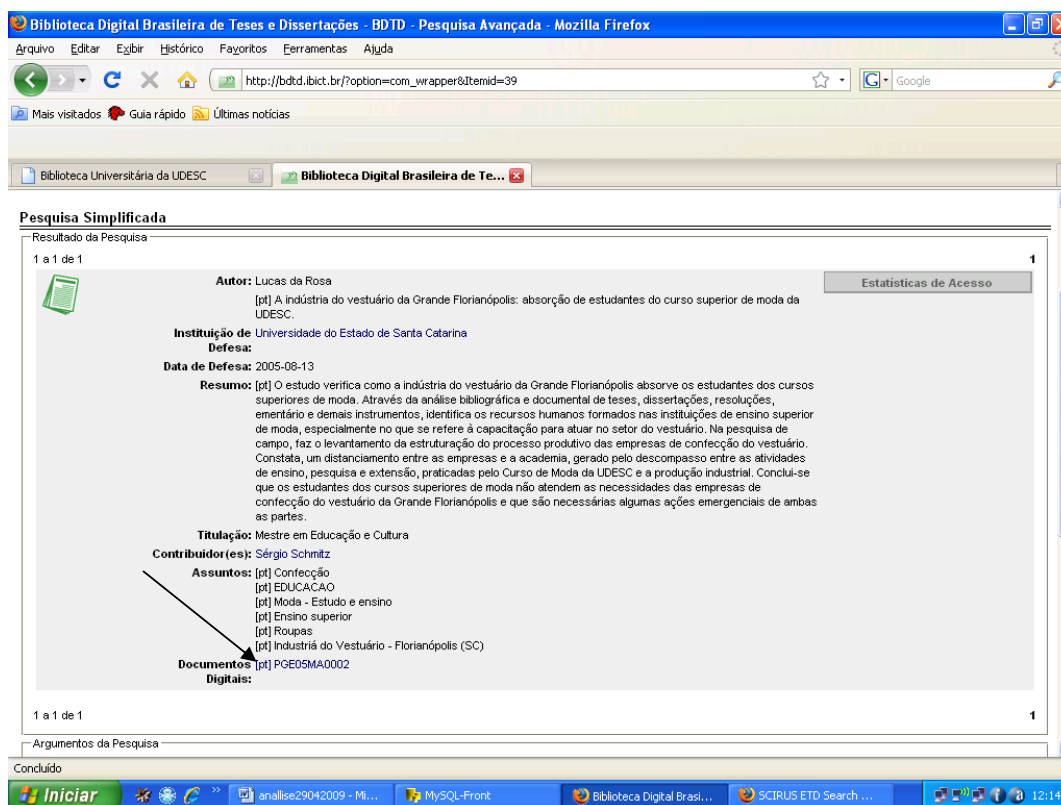 Biblioteca Digital Brasileira de Teses e Dissertações - BDTD - Pesquisa Avançada - Mozilla Firefox
Arquivo Editar Exibir Histórico Favoritos Ferramentas Ajuda
http://bdtd.ibict.br/?option=com_wrapper&Itemid=39
G Google
Mais visitados Guia rápido Últimas notícias
Biblioteca Universitária da UDESC Biblioteca Digital Brasileira de Te...
Pesquisa Simplificada
Resultado da Pesquisa
1 a 1 de 1 1
Autor: Lucas da Rosa Estatísticas de Acesso
[pt] A indústria do vestuário da Grande Florianópolis: absorção de estudantes do curso superior de moda da
UDESC.
Instituição de Universidade do Estado de Santa Catarina
Defesa:
Data de Defesa: 2005-08-13
Resumo: [pt] O estudo verifica como a indústria do vestuário da Grande Florianópolis absorve os estudantes dos cursos
superiores de moda. Através da análise bibliográfica e documental de teses, dissertações, resoluções,
ementário e demais instrumentos, identifica os recursos humanos formados nas instituições de ensino superior
de moda, especialmente no que se refere à capacitação para atuar no setor do vestuário. Na pesquisa de
campo, faz o levantamento da estruturação do processo produtivo das empresas de confecção do vestuário.
Constata, um distanciamento entre as empresas e a academia, gerado pelo descompasso entre as atividades
de ensino, pesquisa e extensão, praticadas pelo Curso de Moda da UDESC e a produção industrial. Conclui-se
que os estudantes dos cursos superiores de moda não atendem as necessidades das empresas de
confecção do vestuário da Grande Florianópolis e que são necessárias algumas ações emergenciais de ambas
as partes.
Titulação: Mestre em Educação e Cultura
Contribuidor(es): Sérgio Schmitz
Assuntos: [pt] Confecção
[pt] EDUCACAO
[pt] Moda - Estudo e ensino
[pt] Ensino superior
[pt] Roupas
[pt] Industriá do Vestuário - Florianópolis (SC)
Documentos [pt] PGE05MA0002
Digitais:
1 a 1 de 1 1
Argumentos da Pesquisa
Concluído
Iniciar anallise29042009 - Mi... MySQL-Front Biblioteca Digital Brasi... SCIRUS ETD Search ...